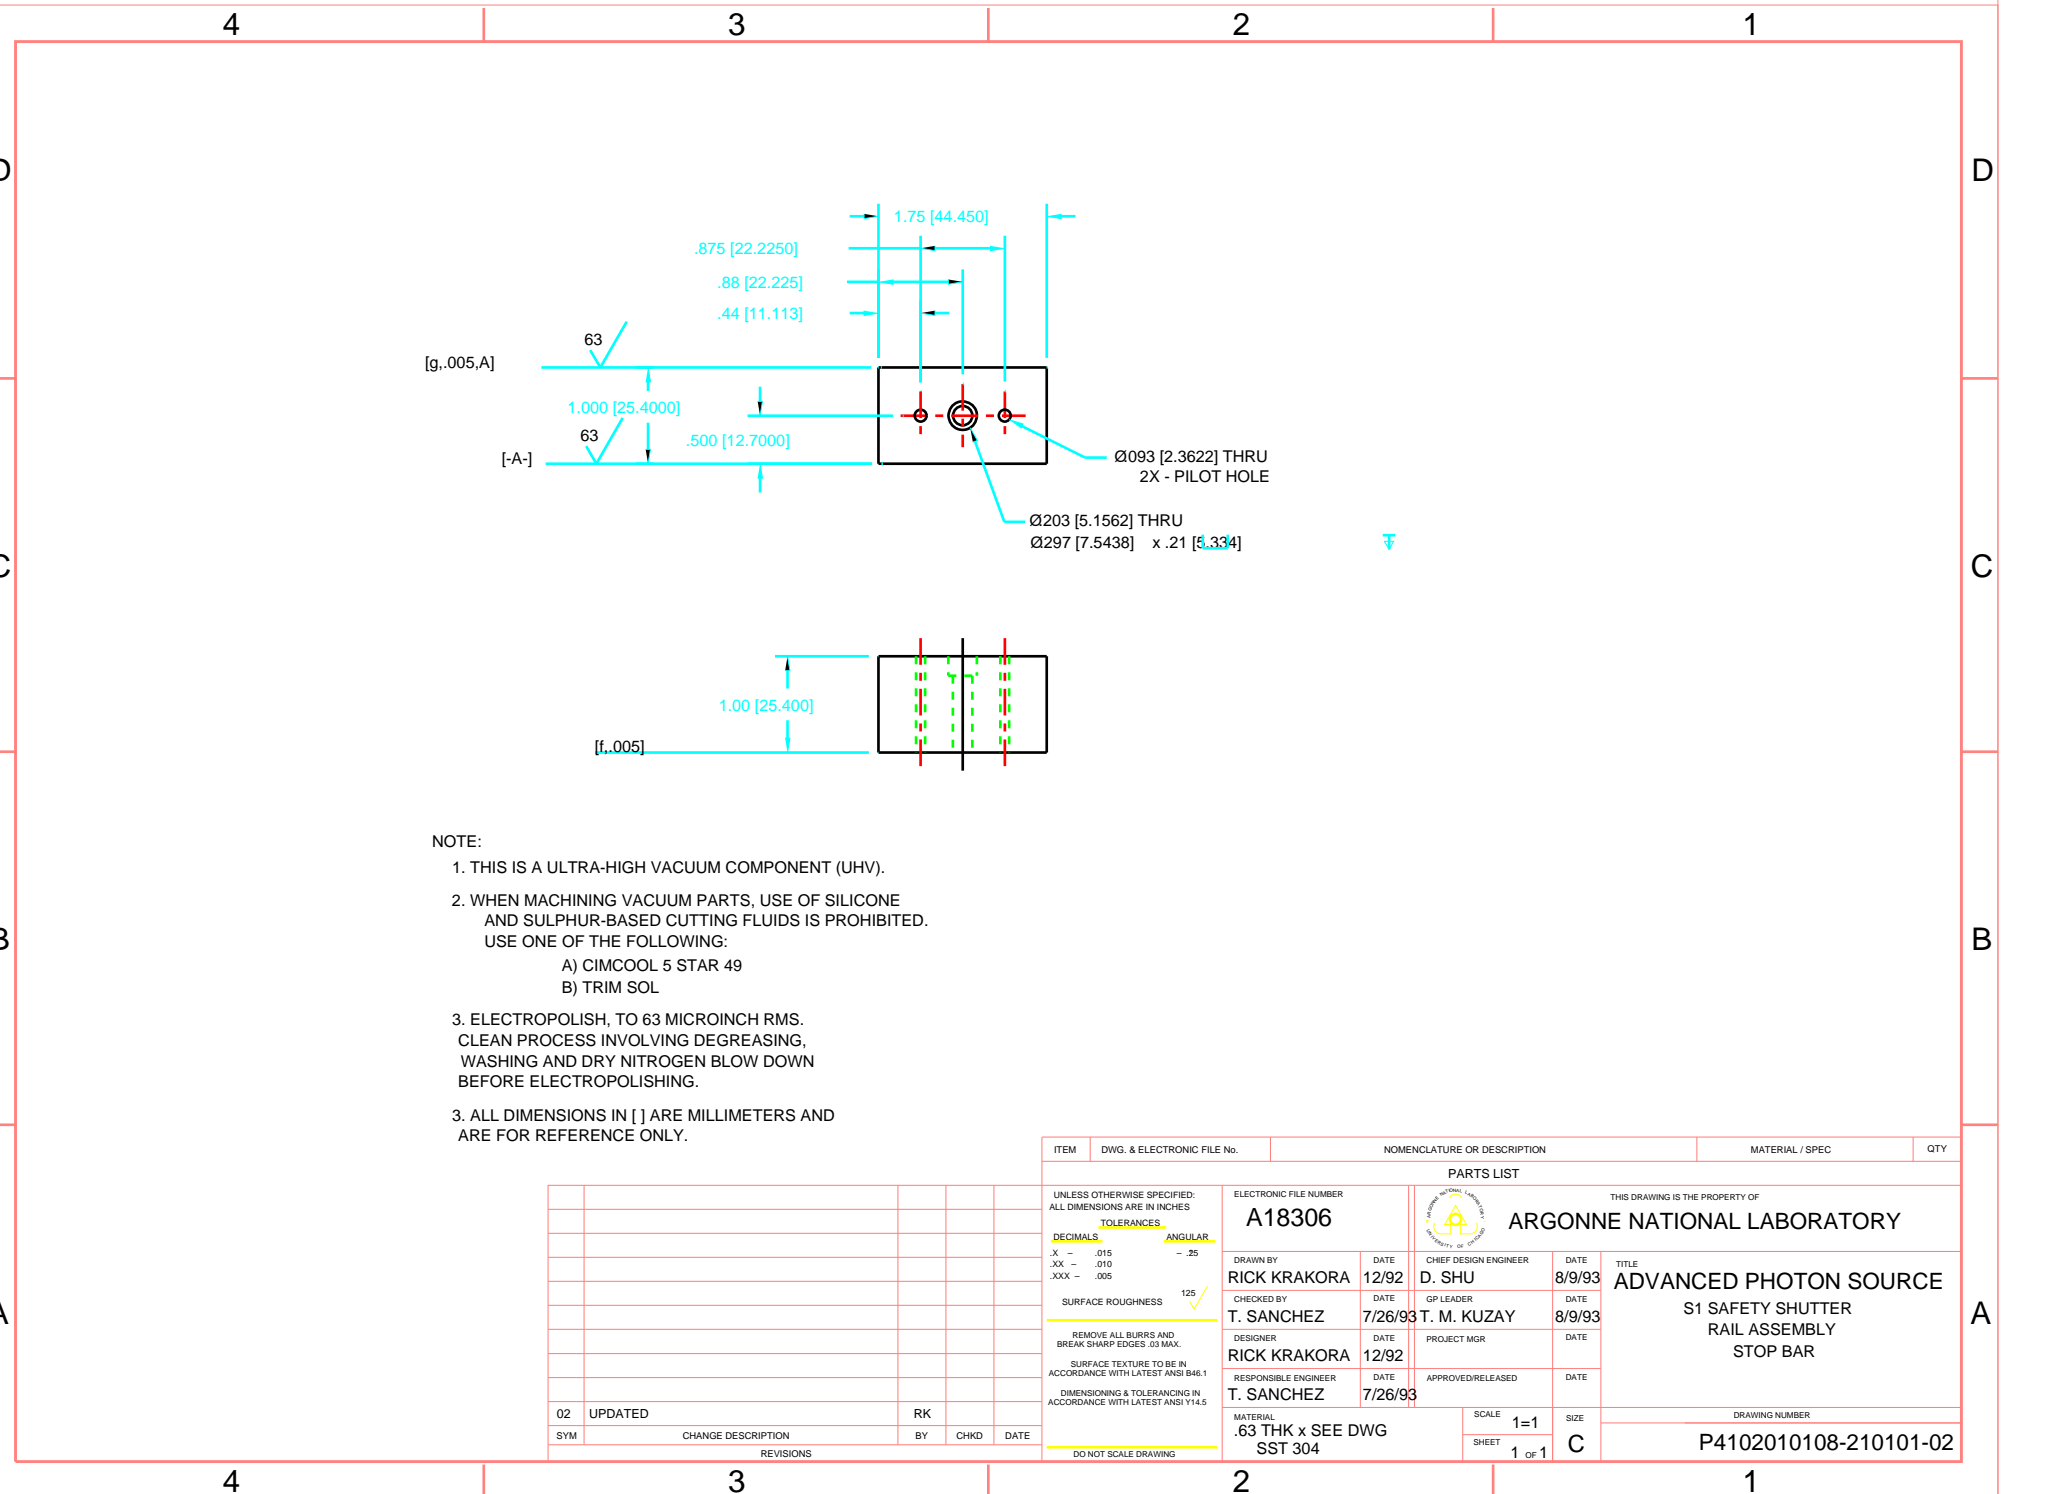 4 3 2 1
D D
1.75 [44.450]
.875 [22.2250]
.88 [22.225]
.44 [11.113]
63
[g,.005,A]
1.000 [25.4000]
63
.500 [12.7000]
[-A-]
Ø093 [2.3622] THRU
2X - PILOT HOLE
Ø203 [5.1562] THRU
Ø297 [7.5438] x .21 [5.334]
C C
1.00 [25.400]
[f,.005]
NOTE:
1. THIS IS A ULTRA-HIGH VACUUM COMPONENT (UHV).
2. WHEN MACHINING VACUUM PARTS, USE OF SILICONE
AND SULPHUR-BASED CUTTING FLUIDS IS PROHIBITED.
USE ONE OF THE FOLLOWING:
A) CIMCOOL 5 STAR 49
B) TRIM SOL
B B
3. ELECTROPOLISH, TO 63 MICROINCH RMS.
CLEAN PROCESS INVOLVING DEGREASING,
WASHING AND DRY NITROGEN BLOW DOWN
BEFORE ELECTROPOLISHING.
3. ALL DIMENSIONS IN [ ] ARE MILLIMETERS AND
ARE FOR REFERENCE ONLY.
ITEM DWG. & ELECTRONIC FILE No. NOMENCLATURE OR DESCRIPTION MATERIAL / SPEC QTY
PARTS LIST
UNLESS OTHERWISE SPECIFIED:
ALL DIMENSIONS ARE IN INCHES
TOLERANCES
DECIMALS ANGULAR
.X – .015 – .25
.XX – .010
.XXX – .005
SURFACE ROUGHNESS 125
REMOVE ALL BURRS AND
BREAK SHARP EDGES .03 MAX.
SURFACE TEXTURE TO BE IN
ACCORDANCE WITH LATEST ANSI B46.1
DIMENSIONING & TOLERANCING IN
ACCORDANCE WITH LATEST ANSI Y14.5
DO NOT SCALE DRAWING
ELECTRONIC FILE NUMBER
A18306
ARGONNE NATIONAL LABORATORY
UNIVERSITY OF CHICAGO
THIS DRAWING IS THE PROPERTY OF
ARGONNE NATIONAL LABORATORY
DRAWN BY DATE CHIEF DESIGN ENGINEER DATE
RICK KRAKORA 12/92 D. SHU 8/9/93
CHECKED BY DATE GP LEADER DATE
T. SANCHEZ 7/26/93 T. M. KUZAY 8/9/93
DESIGNER DATE PROJECT MGR DATE
RICK KRAKORA 12/92
RESPONSIBLE ENGINEER DATE APPROVED/RELEASED DATE
T. SANCHEZ 7/26/93
TITLE
ADVANCED PHOTON SOURCE
S1 SAFETY SHUTTER
RAIL ASSEMBLY
STOP BAR
A A
MATERIAL
.63 THK x SEE DWG
SST 304
SCALE 1=1
SHEET 1 OF 1
SIZE
C
DRAWING NUMBER
P4102010108-210101-02
02 UPDATED RK
SYM CHANGE DESCRIPTION BY CHKD DATE
REVISIONS
4 3 2 1